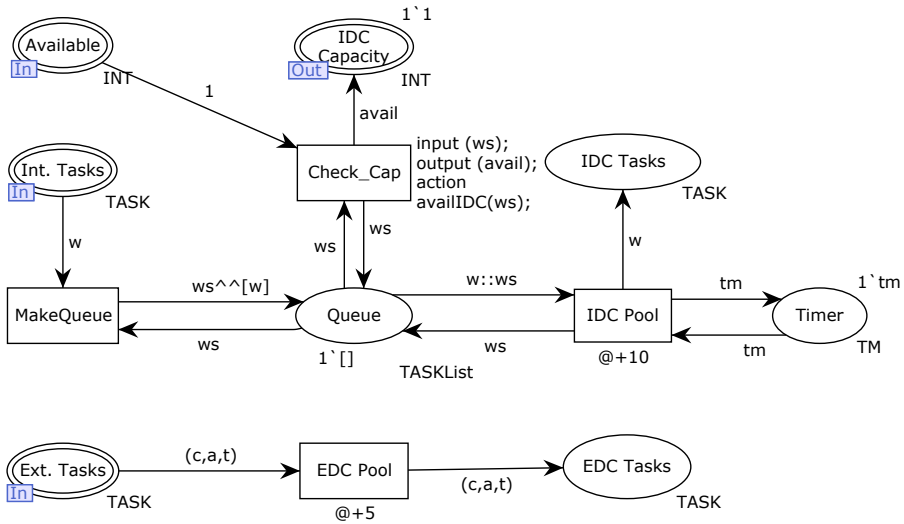 1`1
Available
In
INT
IDC
Capacity
Out
INT
1
avail
Int. Tasks
In
TASK
Check_Cap
input (ws);
output (avail);
action
availIDC(ws);
IDC Tasks
TASK
w
ws
ws
w
MakeQueue
ws^^[w]
ws
Queue
1`[]
TASKList
w::ws
ws
IDC Pool
@+10
tm
tm
1`tm
Timer
TM
Ext. Tasks
In
TASK
(c,a,t)
EDC Pool
@+5
(c,a,t)
EDC Tasks
TASK